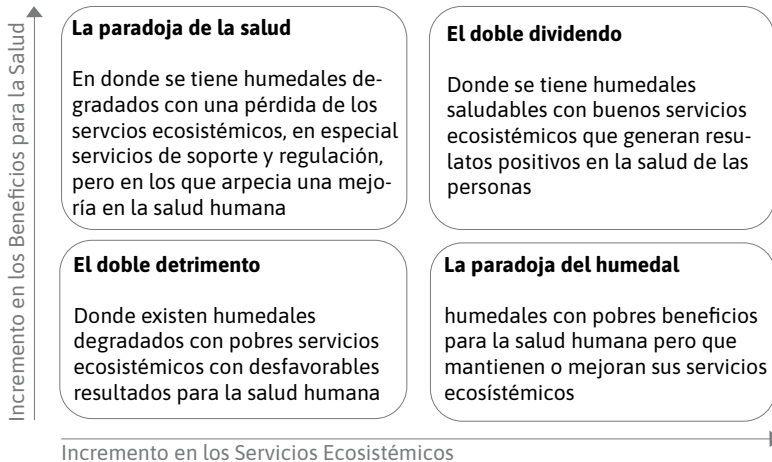 Incremento en los Beneficios para la Salud
La paradoja de la salud
En donde se tiene humedales de-
gradados con una pérdida de los
servcios ecosistémicos, en especial
servicios de soporte y regulación,
pero en los que arpecia una mejo-
ría en la salud humana
El doble dividendo
Donde se tiene humedales
saludables con buenos servicios
ecosistémicos que generan resu-
latos positivos en la salud de las
personas
El doble detrimento
Donde existen humedales
degradados con pobres servicios
ecosistémicos con desfavorables
resultados para la salud humana
La paradoja del humedal
humedales con pobres beneficios
para la salud humana pero que
mantienen o mejoran sus servicios
ecosístémicos
Incremento en los Servicios Ecosistémicos